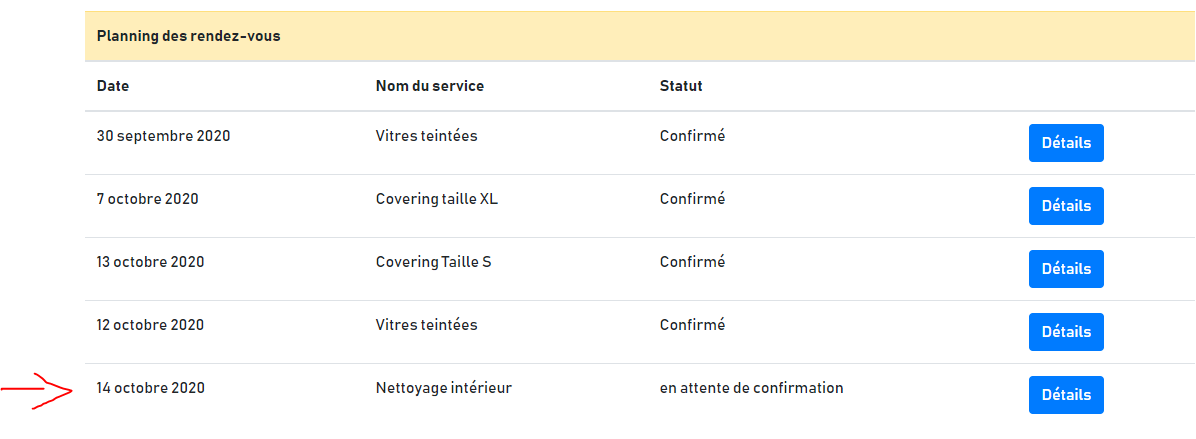 Planning des rendez-vous
Date Nom du service Statut
30 septembre 2020 Vitres teintées Confirmé Détails
7 octobre 2020 Covering taille XL Confirmé Détails
13 octobre 2020 Covering Taille S Confirmé Détails
12 octobre 2020 Vitres teintées Confirmé Détails
14 octobre 2020 Nettoyage intérieur en attente de confirmation Détails